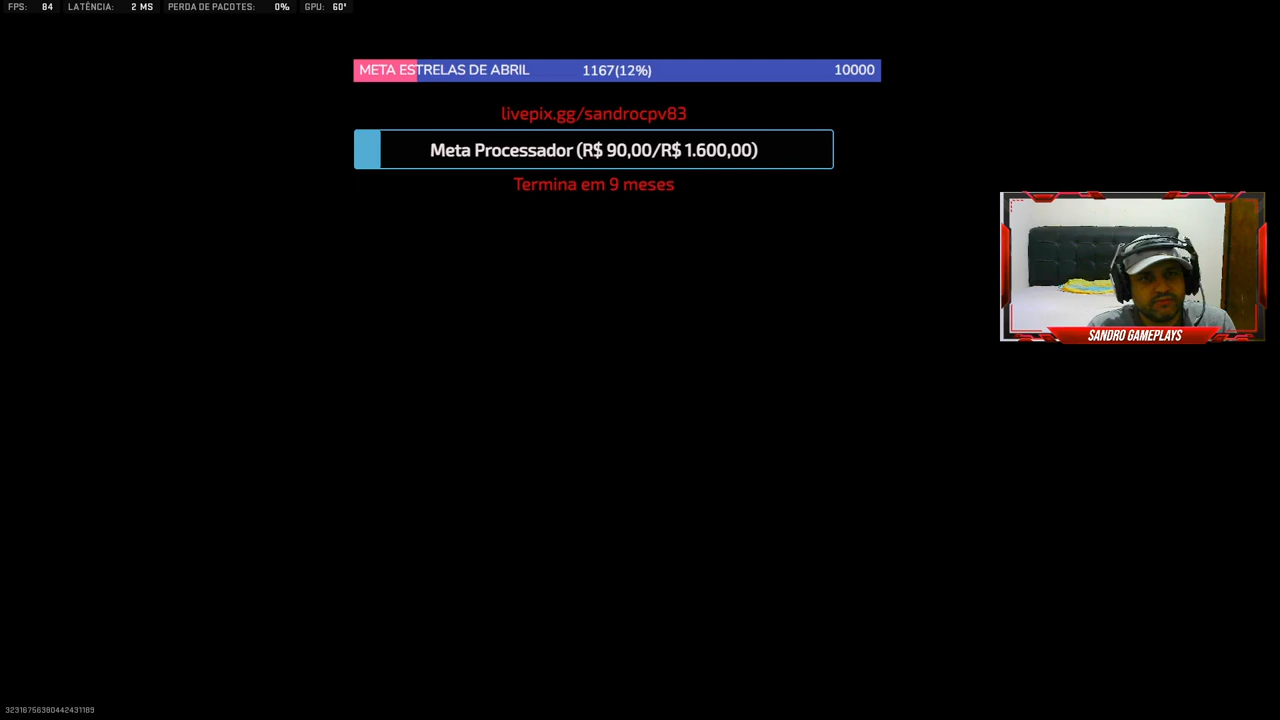 FPS: 84 LATÊNCIA: 2 MS PERDA DE PACOTES: 0% GPU: 60°
META ESTRELAS DE ABRIL 1167(12%) 10000
livepix.gg/sandrocpv83
Meta Processador (R$ 90,00/R$ 1.600,00)
Termina em 9 meses
SANDRO GAMEPLAYS
32316756380442431189